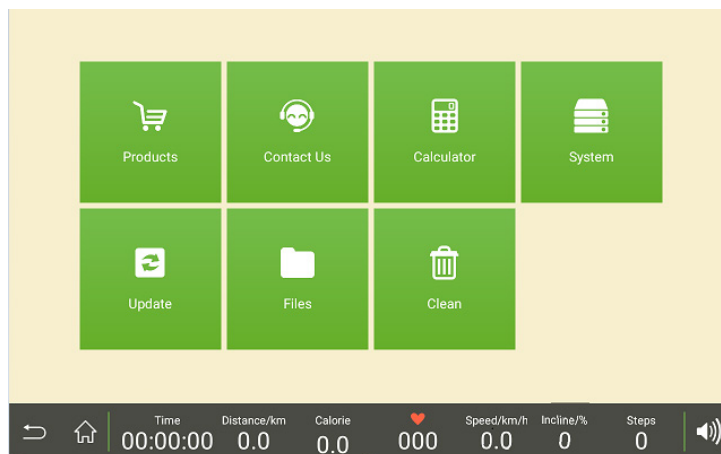 Products Contact Us Calculator System
Update Files Clean
Time Distance/km Calorie Speed/km/h Incline/% Steps
00:00:00 0.0 0.0 000 0.0 0 0